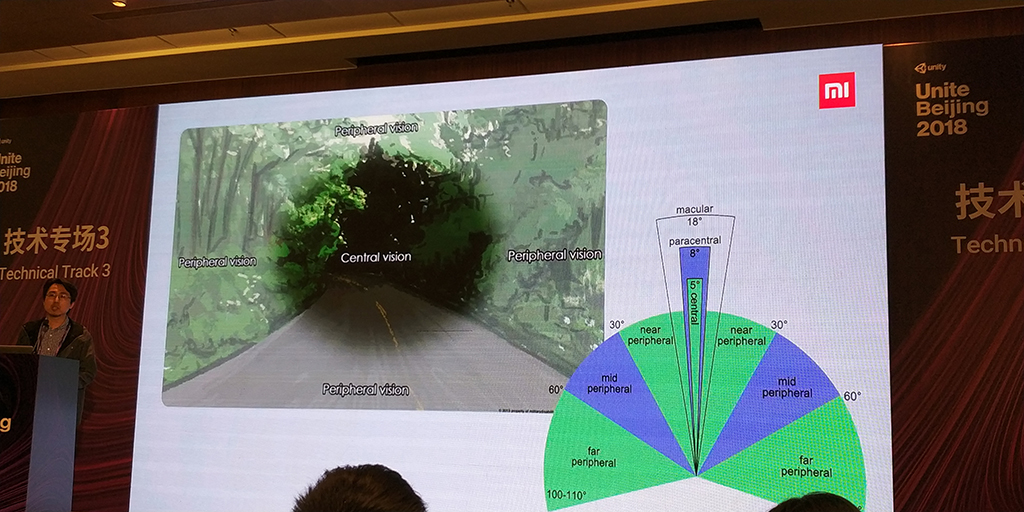 unity
Unite
Beijing
2018
技术专场3
Technical Track 3
Peripheral vision
Peripheral vision
Central vision
Peripheral vision
Peripheral vision
mi
macular
18°
paracentral
8°
5°
central
30°
near
peripheral
near
peripheral
30°
60°
mid
peripheral
mid
peripheral
60°
far
peripheral
far
peripheral
100-110°
unity
Unite
Beijing
2018
技术
Techn
g